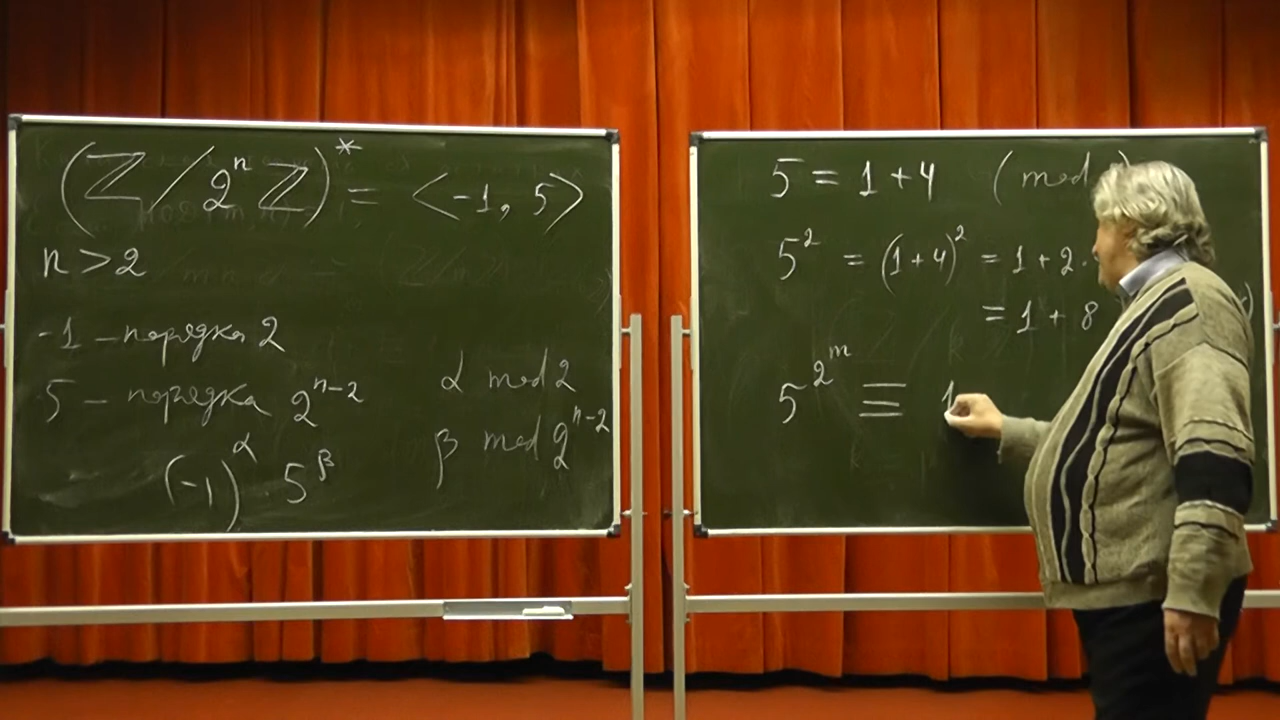 (ℤ/2ⁿℤ)* = <-1, 5>
n > 2
-1 – порядка 2
5 – порядка 2ⁿ⁻²
α mod 2
β mod 2ⁿ⁻²
(-1)^α · 5^β
5 = 1 + 4 (mod
5² = (1+4)² = 1 + 2 ·
= 1 + 8 )
5^{2^m} ≡ 1